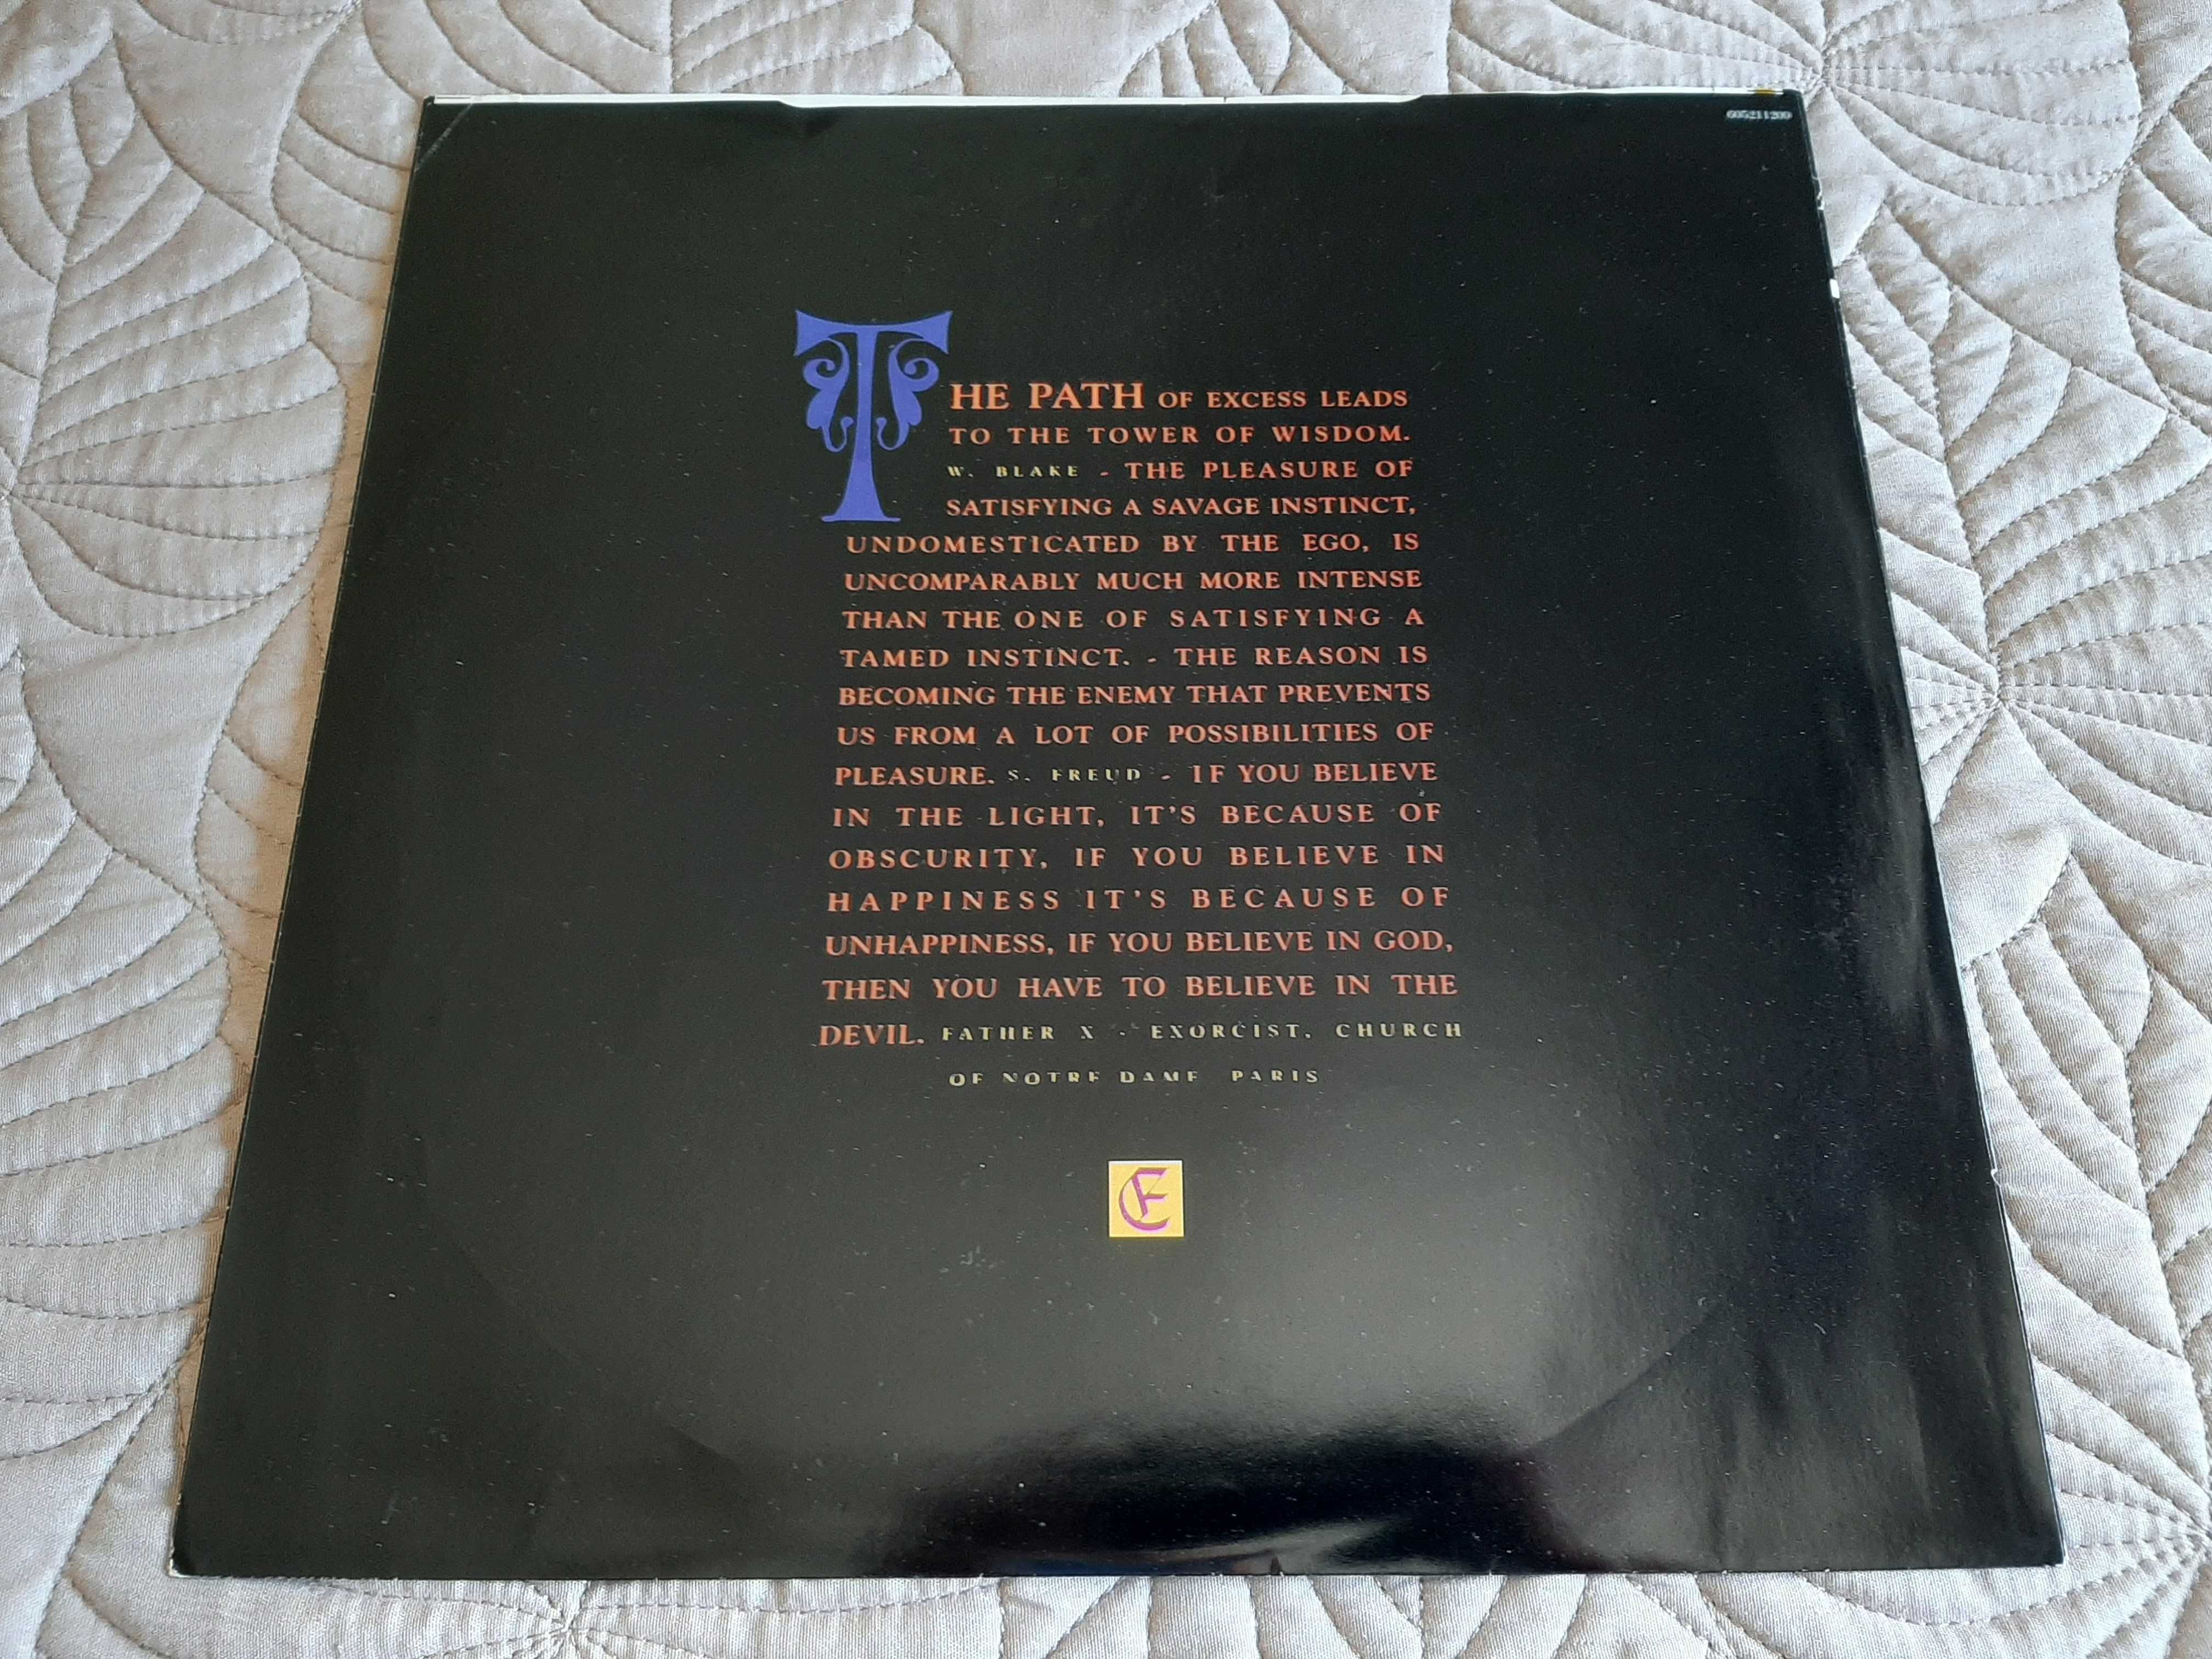 605211209
THE PATH OF EXCESS LEADS
TO THE TOWER OF WISDOM.
W. BLAKE - THE PLEASURE OF
SATISFYING A SAVAGE INSTINCT,
UNDOMESTICATED BY THE EGO, IS
UNCOMPARABLY MUCH MORE INTENSE
THAN THE ONE OF SATISFYING A
TAMED INSTINCT. - THE REASON IS
BECOMING THE ENEMY THAT PREVENTS
US FROM A LOT OF POSSIBILITIES OF
PLEASURE. S. FREUD - IF YOU BELIEVE
IN THE LIGHT, IT'S BECAUSE OF
OBSCURITY, IF YOU BELIEVE IN
HAPPINESS IT'S BECAUSE OF
UNHAPPINESS, IF YOU BELIEVE IN GOD,
THEN YOU HAVE TO BELIEVE IN THE
DEVIL. FATHER X - EXORCIST, CHURCH
OF NOTRE DAME PARIS
E